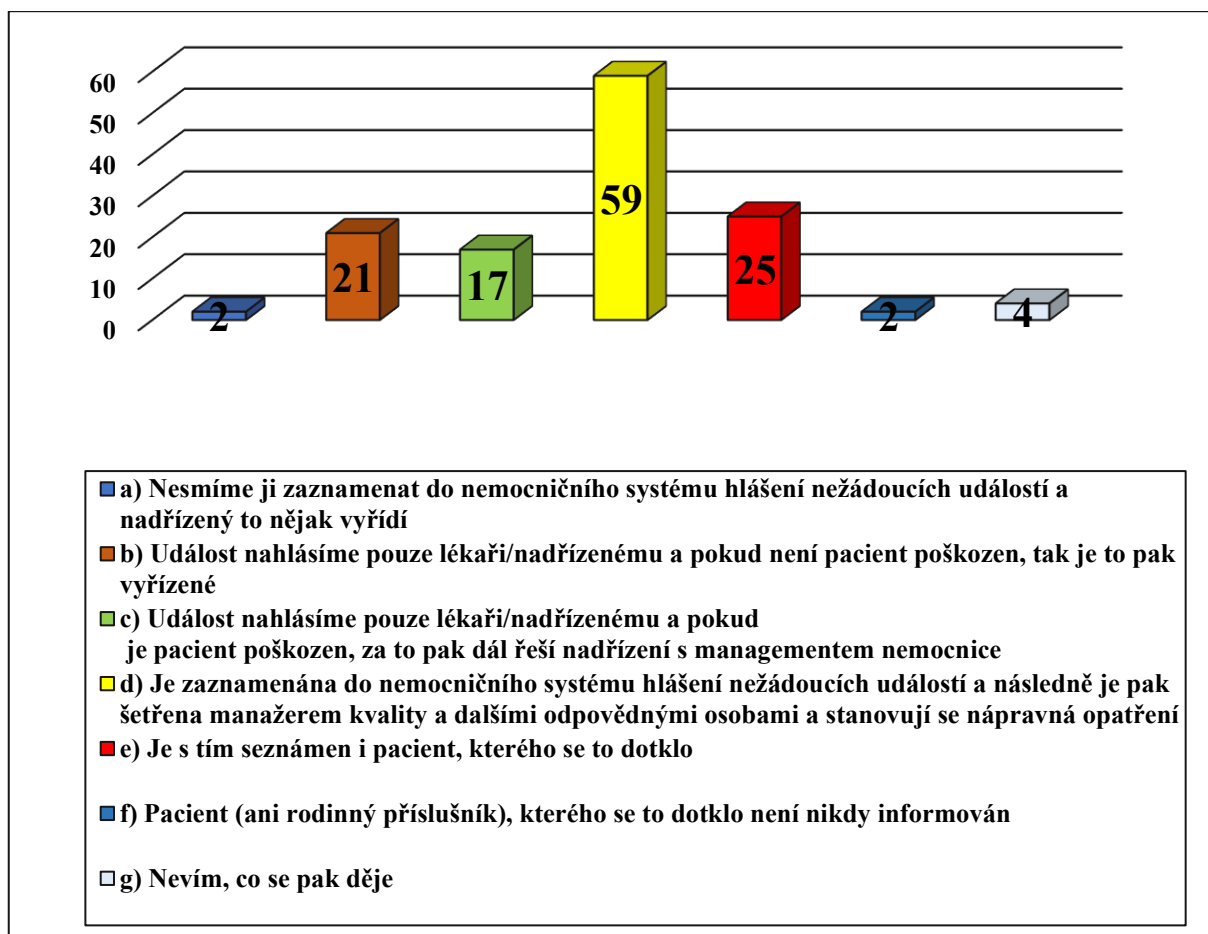 60
50
40
30
20
10
0
2
21
17
59
25
2
4
a) Nesmíme ji zaznamenat do nemocničního systému hlášení nežádoucích událostí a
nadřízený to nějak vyřídí
b) Událost nahlásíme pouze lékaři/nadřízenému a pokud není pacient poškozen, tak je to pak
vyřízené
c) Událost nahlásíme pouze lékaři/nadřízenému a pokud
je pacient poškozen, za to pak dál řeší nadřízení s managementem nemocnice
d) Je zaznamenána do nemocničního systému hlášení nežádoucích událostí a následně je pak
šetřena manažerem kvality a dalšími odpovědnými osobami a stanovují se nápravná opatření
e) Je s tím seznámen i pacient, kterého se to dotklo
f) Pacient (ani rodinný příslušník), kterého se to dotklo není nikdy informován
g) Nevím, co se pak děje